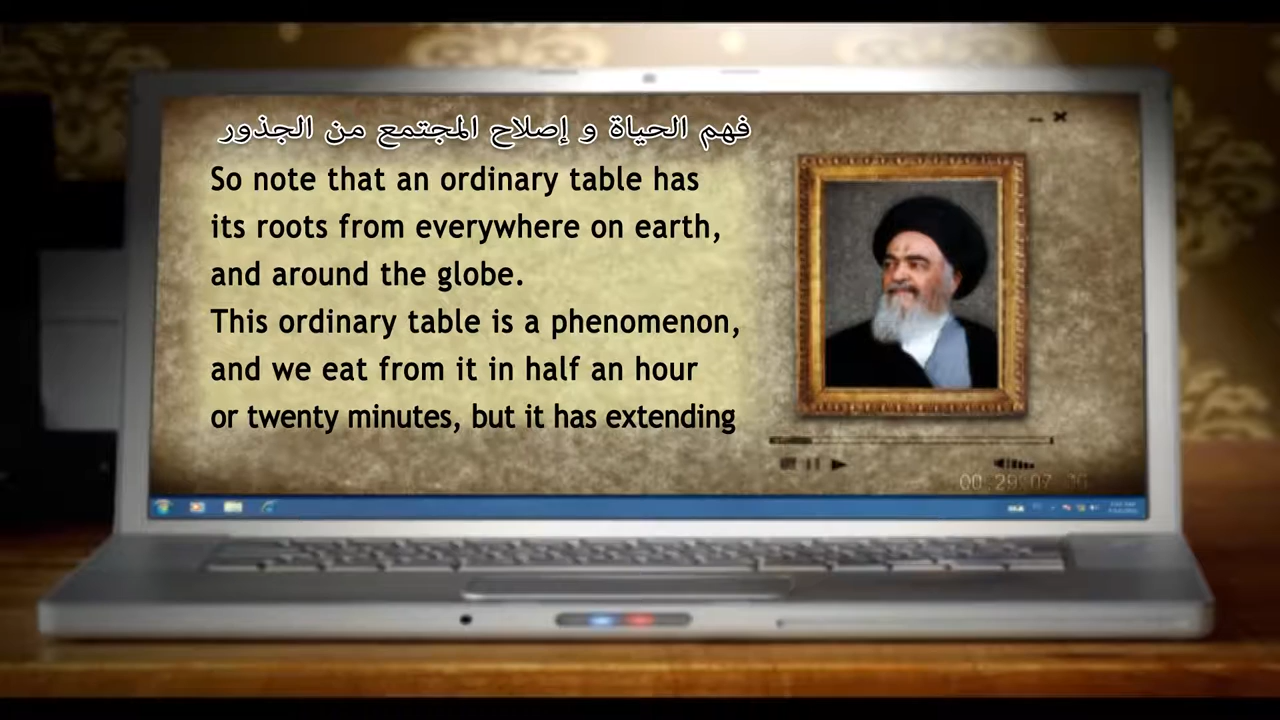 فهم الحياة و إصلاح المجتمع من الجذور
So note that an ordinary table has
its roots from everywhere on earth,
and around the globe.
This ordinary table is a phenomenon,
and we eat from it in half an hour
or twenty minutes, but it has extending